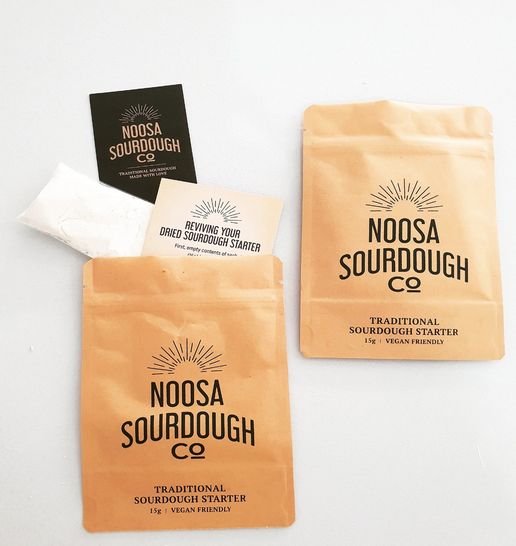 NOOSA
SOURDOUGH
CO
TRADITIONAL SOURDOUGH
MADE WITH LOVE
REVIVING YOUR
DRIED SOURDOUGH STARTER
First, empty contents of
NOOSA
SOURDOUGH
CO
TRADITIONAL
SOURDOUGH STARTER
15g | VEGAN FRIENDLY
NOOSA
SOURDOUGH
CO
TRADITIONAL
SOURDOUGH STARTER
15g | VEGAN FRIENDLY